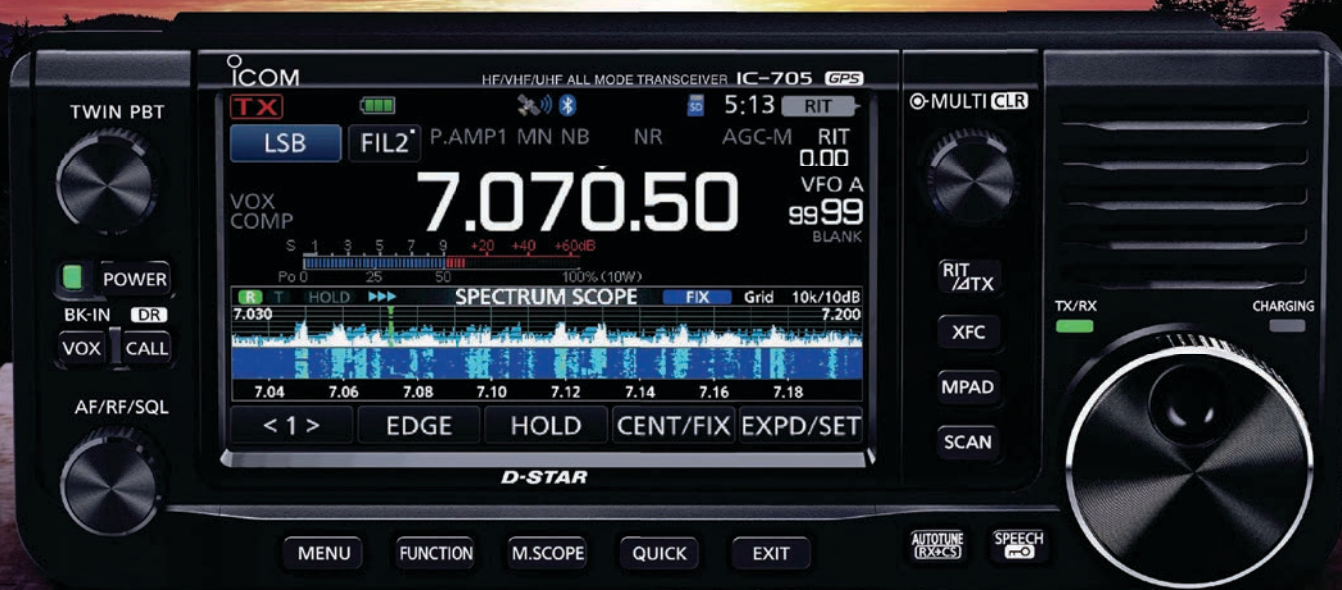 ICOM
HF/VHF/UHF ALL MODE TRANSCEIVER IC-705 GPS
TWIN PBT
TX SD 5:13 RIT
MULTI CLR
LSB FIL2 P.AMP1 MN NB NR AGC-M RIT
0.00
7.070.50
VFO A
VOX
COMP
99 99
BLANK
S 1 3 5 7 9 +20 +40 +60dB
Po 0 25 50 100% (10W)
POWER
BK-IN DR
VOX CALL
R T HOLD SPECTRUM SCOPE FIX Grid 10k/10dB
7.030 7.200
7.04 7.06 7.08 7.10 7.12 7.14 7.16 7.18
< 1 > EDGE HOLD CENT/FIX EXPD/SET
RIT
/⊿TX
XFC
MPAD
SCAN
TX/RX CHARGING
AF/RF/SQL
D-STAR
MENU FUNCTION M.SCOPE QUICK EXIT
AUTOTUNE
RX→CS
SPEECH